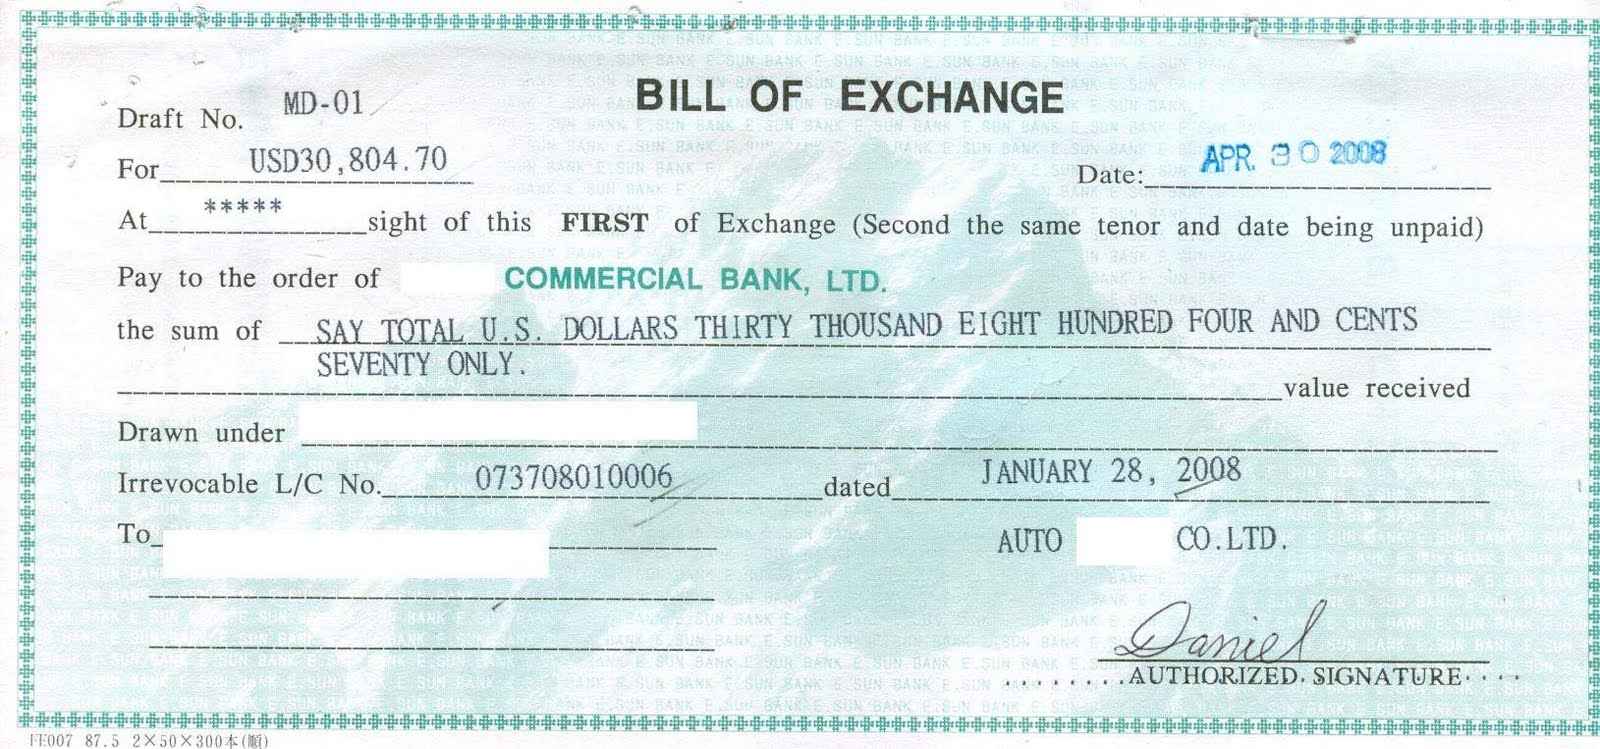 BILL OF EXCHANGE
Draft No. MD-01
For USD30,804.70 Date: APR. 30 2008
At ***** sight of this FIRST of Exchange (Second the same tenor and date being unpaid)
Pay to the order of COMMERCIAL BANK, LTD.
the sum of SAY TOTAL U.S. DOLLARS THIRTY THOUSAND EIGHT HUNDRED FOUR AND CENTS
SEVENTY ONLY.
value received
Drawn under
Irrevocable L/C No. 073708010006 dated JANUARY 28, 2008
To AUTO CO.LTD.
Daniel
AUTHORIZED SIGNATURE
FE007 87.5 2×50×300本(順)